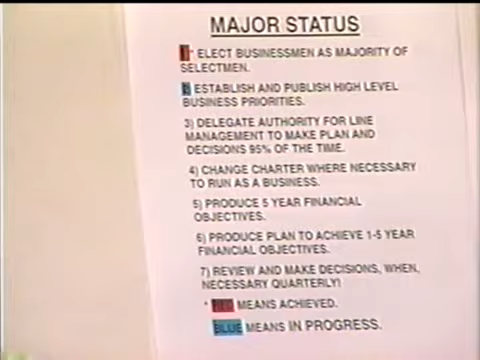 MAJOR STATUS
1* ELECT BUSINESSMEN AS MAJORITY OF
SELECTMEN.
2 ESTABLISH AND PUBLISH HIGH LEVEL
BUSINESS PRIORITIES.
3) DELEGATE AUTHORITY FOR LINE
MANAGEMENT TO MAKE PLAN AND
DECISIONS 95% OF THE TIME.
4) CHANGE CHARTER WHERE NECESSARY
TO RUN AS A BUSINESS.
5) PRODUCE 5 YEAR FINANCIAL
OBJECTIVES.
6) PRODUCE PLAN TO ACHIEVE 1-5 YEAR
FINANCIAL OBJECTIVES.
7) REVIEW AND MAKE DECISIONS, WHEN,
NECESSARY QUARTERLY!
* RED MEANS ACHIEVED.
BLUE MEANS IN PROGRESS.